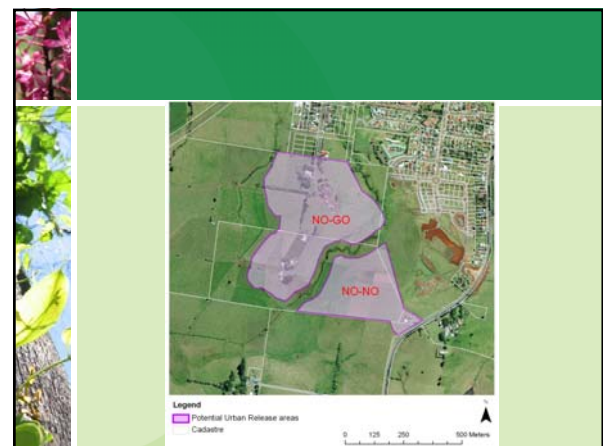 NO-GO
NO-NO
Legend
Potential Urban Release areas
Cadastre
0 125 250 500 Meters